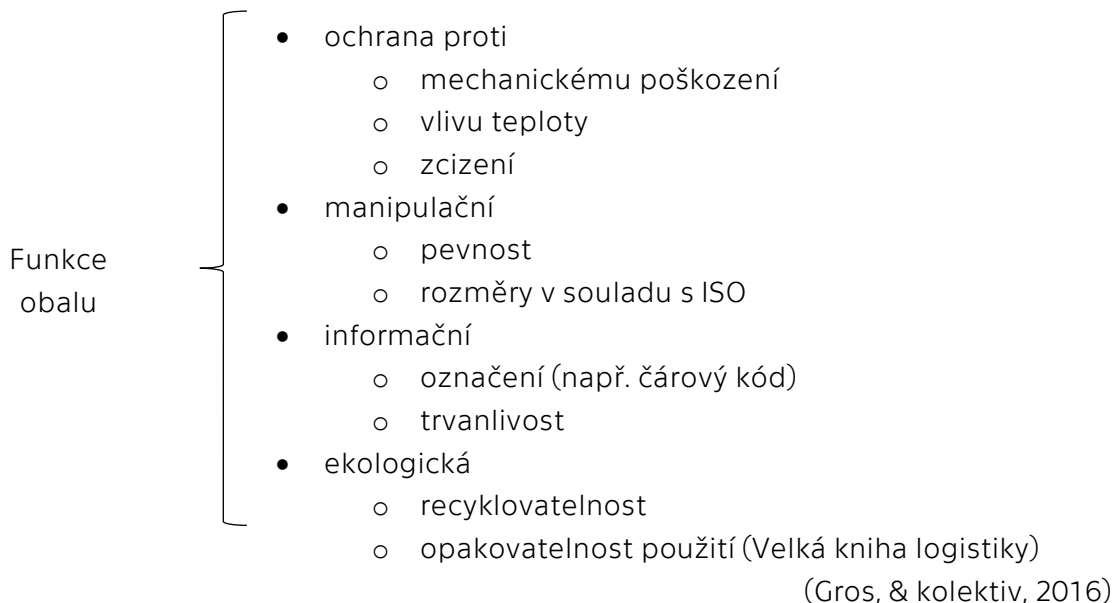 Funkce
obalu
• ochrana proti
o mechanickému poškození
o vlivu teploty
o zcizení
• manipulační
o pevnost
o rozměry v souladu s ISO
• informační
o označení (např. čárový kód)
o trvanlivost
• ekologická
o recyklovatelnost
o opakovatelnost použití (Velká kniha logistiky)
(Gros, & kolektiv, 2016)